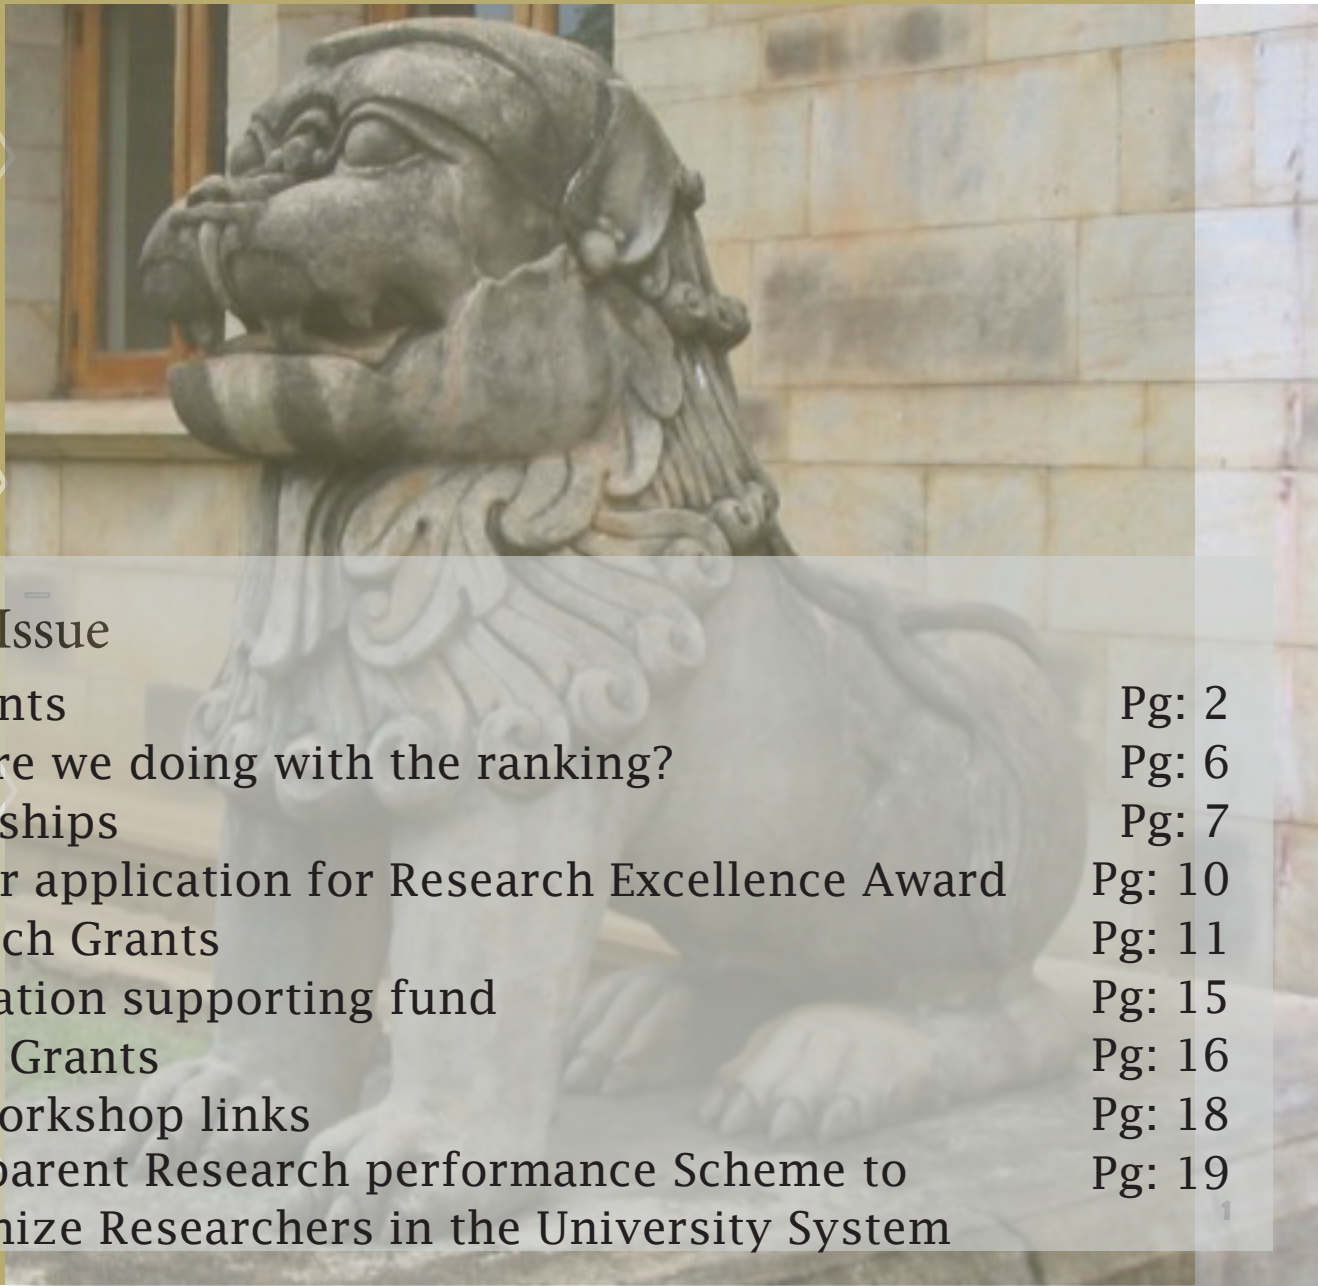 Issue
nts Pg: 2
re we doing with the ranking? Pg: 6
ships Pg: 7
r application for Research Excellence Award Pg: 10
ch Grants Pg: 11
ation supporting fund Pg: 15
Grants Pg: 16
orkshop links Pg: 18
parent Research performance Scheme to Pg: 19
nize Researchers in the University System
1